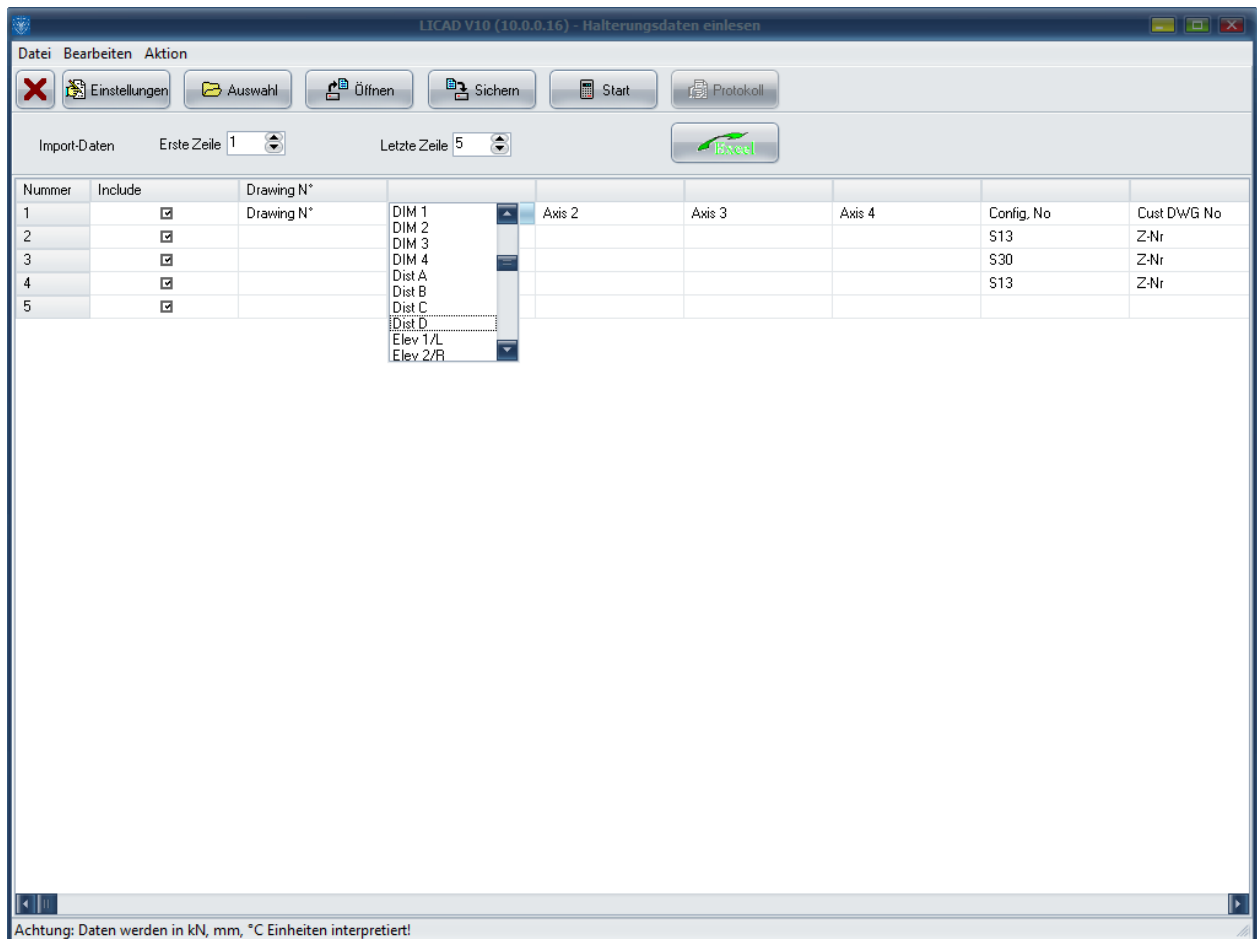 LICAD V10 (10.0.0.16) - Halterungsdaten einlesen
Datei Bearbeiten Aktion
Einstellungen Auswahl Öffnen Sichern Start Protokoll
Import-Daten Erste Zeile 1 Letzte Zeile 5 Excel
Nummer Include Drawing N°
1 Drawing N° Axis 2 Axis 3 Axis 4 Config, No Cust DWG No
2 S13 Z-Nr
3 S30 Z-Nr
4 S13 Z-Nr
5
DIM 1
DIM 2
DIM 3
DIM 4
Dist A
Dist B
Dist C
Dist D
Elev 1/L
Elev 2/R
Achtung: Daten werden in kN, mm, °C Einheiten interpretiert!